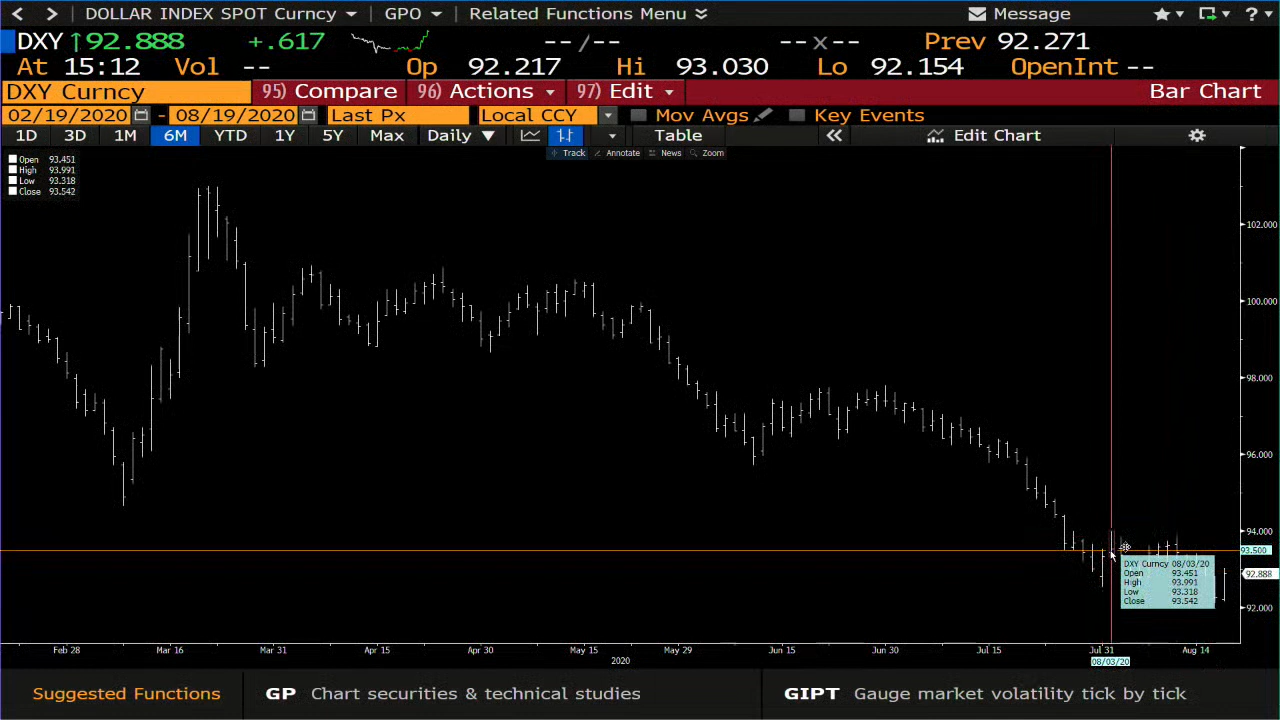 < > DOLLAR INDEX SPOT Curncy GPO Related Functions Menu Message ?
DXY ↑92.888 +.617 --/-- --x-- Prev 92.271
At 15:12 Vol -- Op 92.217 Hi 93.030 Lo 92.154 OpenInt --
DXY Curncy 95) Compare 96) Actions 97) Edit Bar Chart
02/19/2020 - 08/19/2020 Last Px Local CCY Mov Avgs Key Events
1D 3D 1M 6M YTD 1Y 5Y Max Daily ▼ Table « Edit Chart
Track Annotate News Zoom
Open 93.451
High 93.991
Low 93.318
Close 93.542
102.000
100.000
98.000
96.000
94.000
93.500
92.888
92.000
DXY Curncy 08/03/20
Open 93.451
High 93.991
Low 93.318
Close 93.542
Feb 28 Mar 16 Mar 31 Apr 15 Apr 30 May 15 May 29 Jun 15 Jun 30 Jul 15 Jul 31 Aug 14
2020
08/03/20
Suggested Functions GP Chart securities & technical studies GIPT Gauge market volatility tick by tick